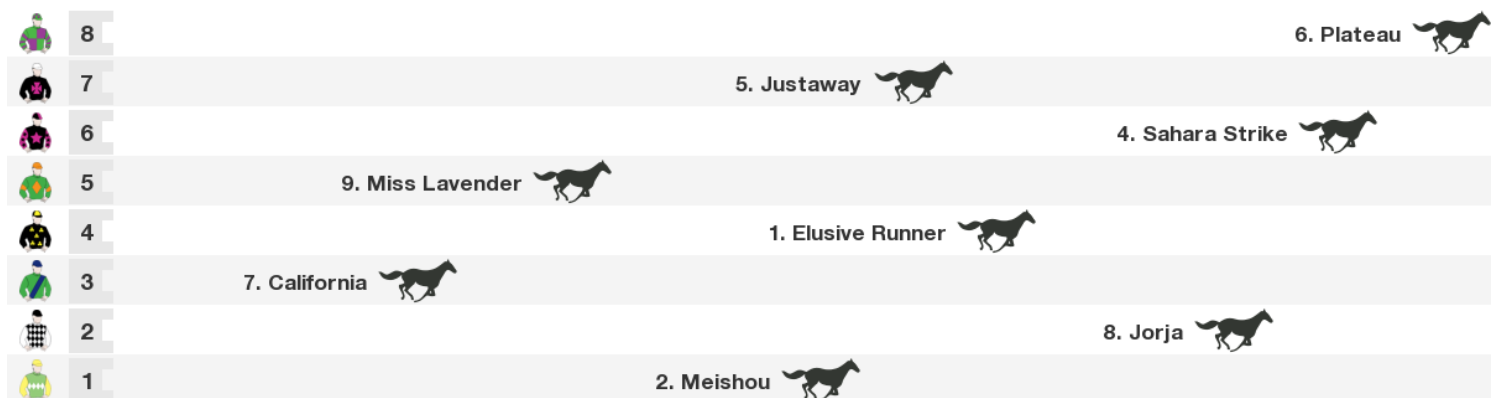 8 6. Plateau
7 5. Justaway
6 4. Sahara Strike
5 9. Miss Lavender
4 1. Elusive Runner
3 7. California
2 8. Jorja
1 2. Meishou